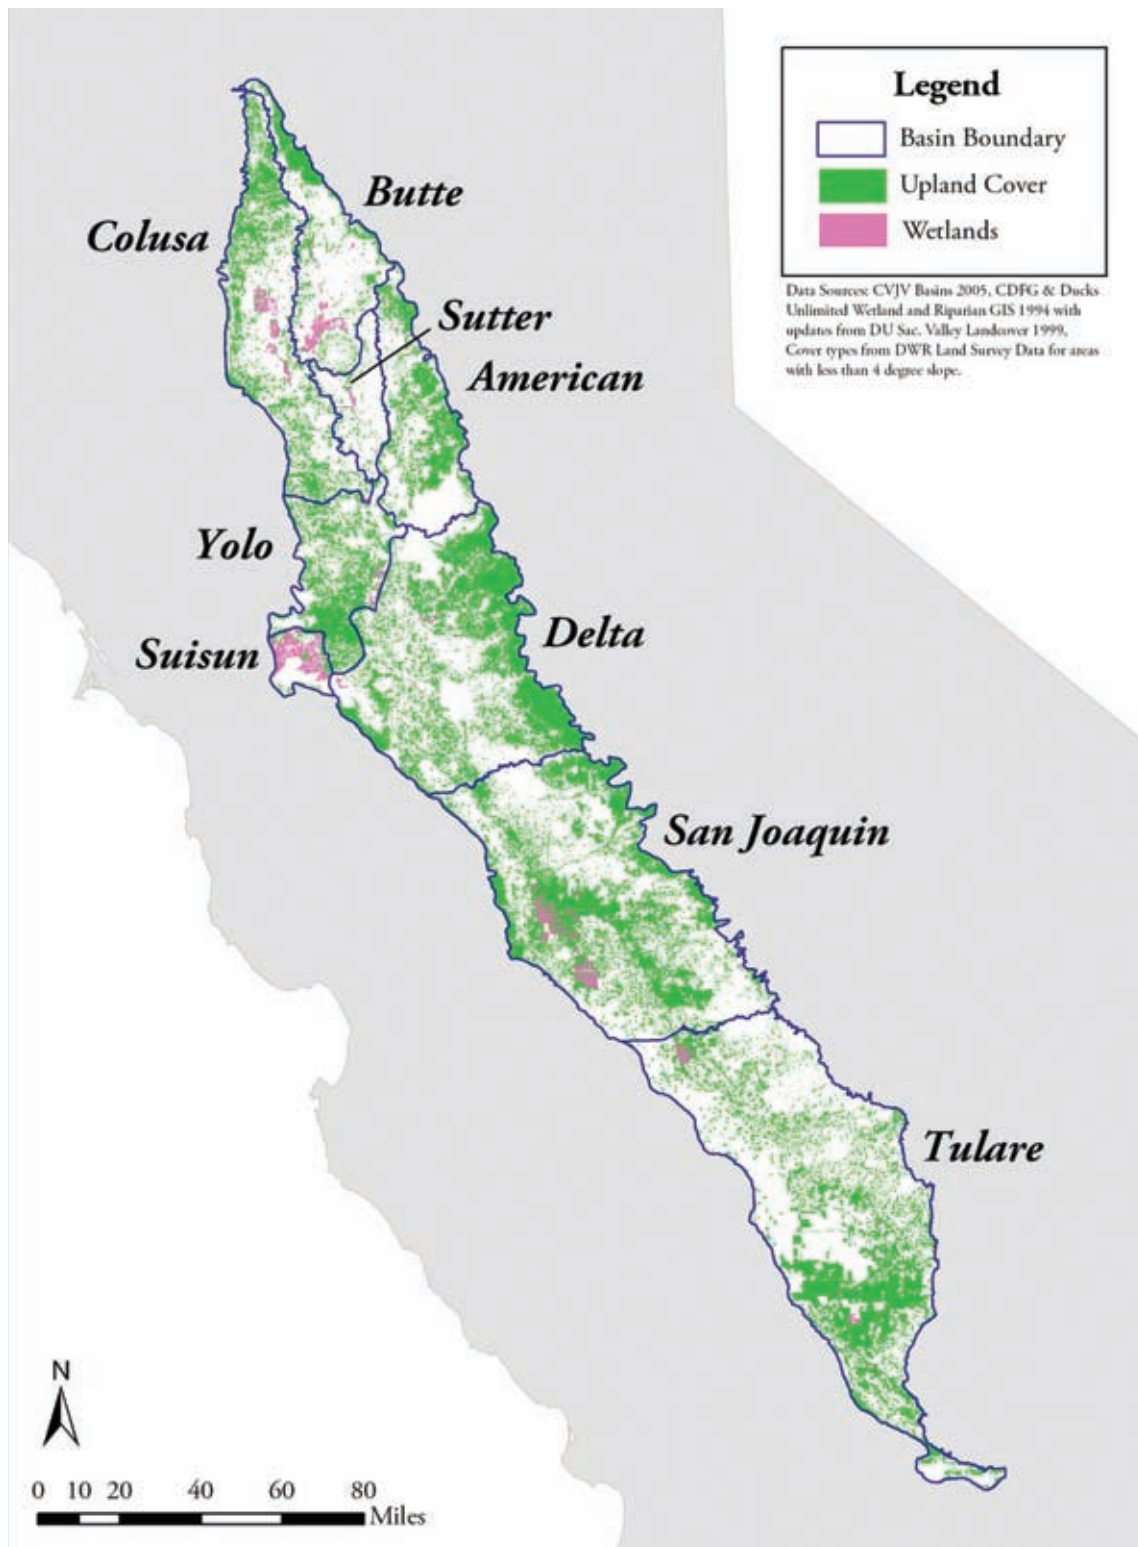 Legend
Basin Boundary
Upland Cover
Wetlands
Data Sources: CVJV Basins 2005, CDFG & Ducks
Unlimited Wetland and Riparian GIS 1994 with
updates from DU Sac. Valley Landcover 1999,
Cover types from DWR Land Survey Data for areas
with less than 4 degree slope.
Butte
Colusa
Sutter
American
Yolo
Delta
Suisun
San Joaquin
Tulare
N
0 10 20 40 60 80
Miles